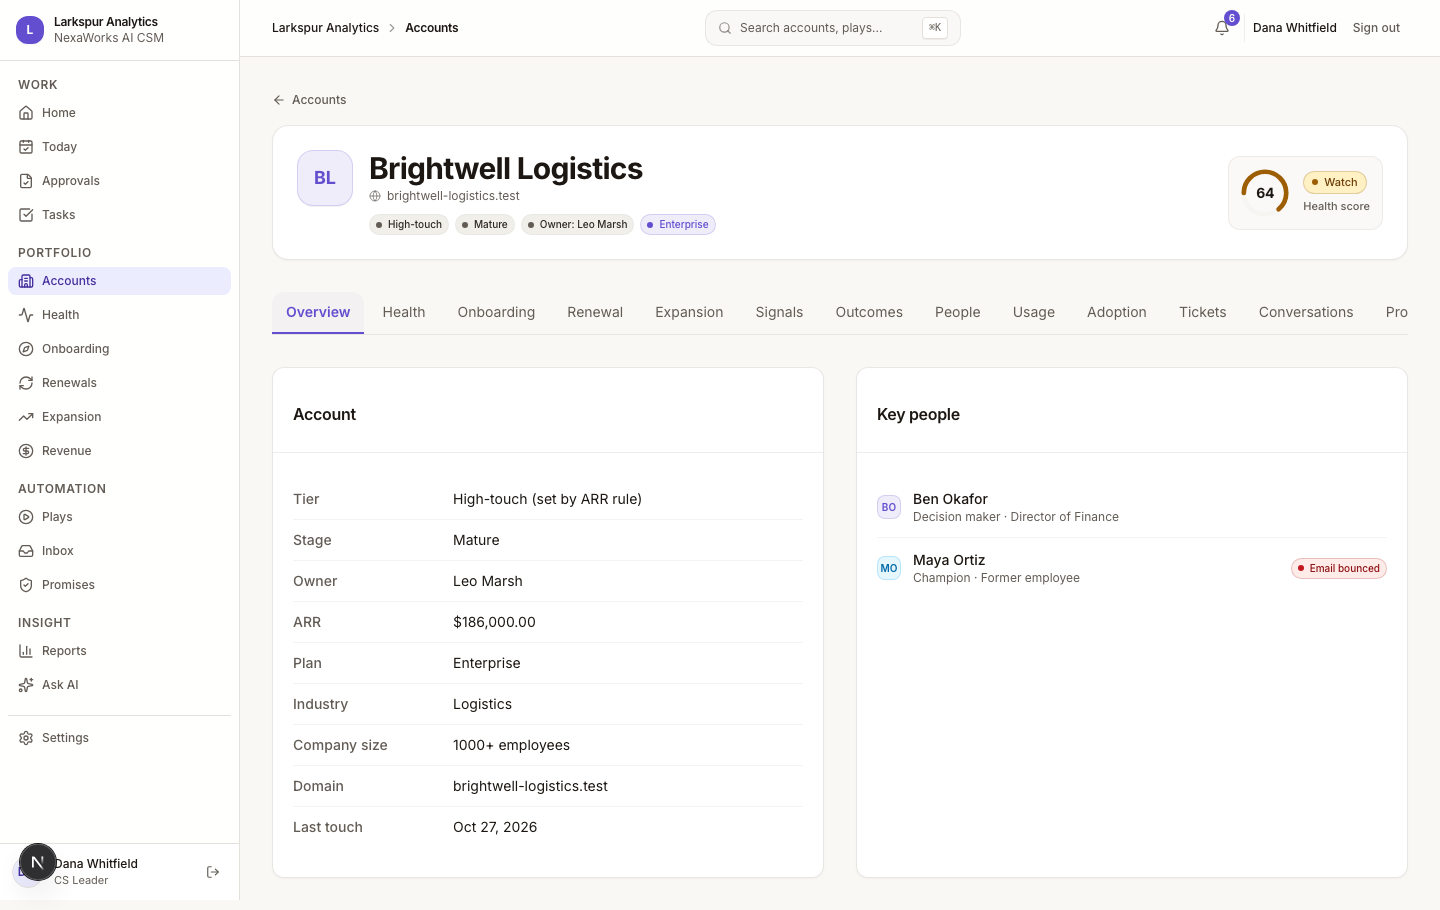 L
Larkspur Analytics
NexaWorks AI CSM
WORK
Home
Today
Approvals
Tasks
PORTFOLIO
Accounts
Health
Onboarding
Renewals
Expansion
Revenue
AUTOMATION
Plays
Inbox
Promises
INSIGHT
Reports
Ask AI
Settings
N
Dana Whitfield
CS Leader
Larkspur Analytics > Accounts
Search accounts, plays... ⌘K
6
Dana Whitfield
Sign out
Accounts
BL
Brightwell Logistics
brightwell-logistics.test
High-touch
Mature
Owner: Leo Marsh
Enterprise
64
Watch
Health score
Overview Health Onboarding Renewal Expansion Signals Outcomes People Usage Adoption Tickets Conversations Pro
Account
Tier High-touch (set by ARR rule)
Stage Mature
Owner Leo Marsh
ARR $186,000.00
Plan Enterprise
Industry Logistics
Company size 1000+ employees
Domain brightwell-logistics.test
Last touch Oct 27, 2026
Key people
BO
Ben Okafor
Decision maker · Director of Finance
MO
Maya Ortiz
Champion · Former employee
Email bounced